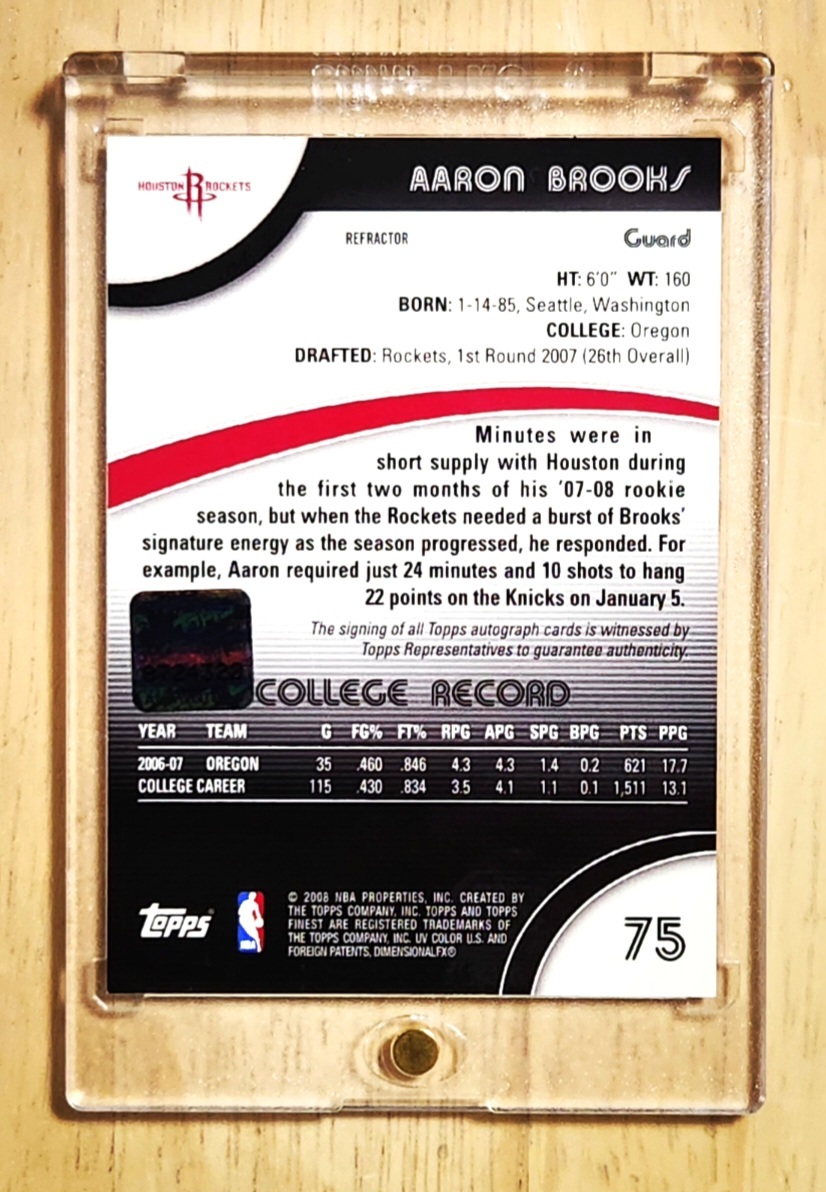 HOUSTON ROCKETS
AARON BROOKS
REFRACTOR
Guard
HT: 6'0" WT: 160
BORN: 1-14-85, Seattle, Washington
COLLEGE: Oregon
DRAFTED: Rockets, 1st Round 2007 (26th Overall)
Minutes were in
short supply with Houston during
the first two months of his '07-08 rookie
season, but when the Rockets needed a burst of Brooks'
signature energy as the season progressed, he responded. For
example, Aaron required just 24 minutes and 10 shots to hang
22 points on the Knicks on January 5.
The signing of all Topps autograph cards is witnessed by
Topps Representatives to guarantee authenticity.
COLLEGE RECORD
YEAR TEAM G FG% FT% RPG APG SPG BPG PTS PPG
2006-07 OREGON 35 .460 .846 4.3 4.3 1.4 0.2 621 17.7
COLLEGE CAREER 115 .430 .834 3.5 4.1 1.1 0.1 1,511 13.1
Topps
NBA
© 2008 NBA PROPERTIES, INC. CREATED BY
THE TOPPS COMPANY, INC. TOPPS AND TOPPS
FINEST ARE REGISTERED TRADEMARKS OF
THE TOPPS COMPANY, INC. UV COLOR U.S. AND
FOREIGN PATENTS, DIMENSIONALFX®
75